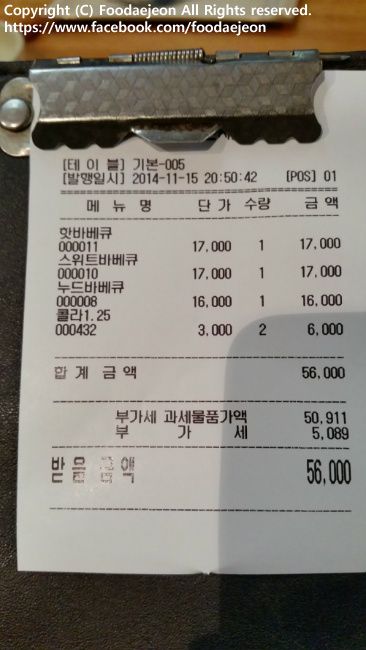 Copyright (C) Foodaejeon All Rights reserved.
https://www.facebook.com/foodaejeon
[테 이 블] 기본-005
[발행일시] 2014-11-15 20:50:42 [POS] 01
메 뉴 명 단 가 수량 금 액
핫바베큐
000011 17,000 1 17,000
스위트바베큐
000010 17,000 1 17,000
누드바베큐
000008 16,000 1 16,000
콜라1.25
000432 3,000 2 6,000
합 계 금 액 56,000
부가세 과세물품가액 50,911
부 가 세 5,089
받 을 금 액 56,000